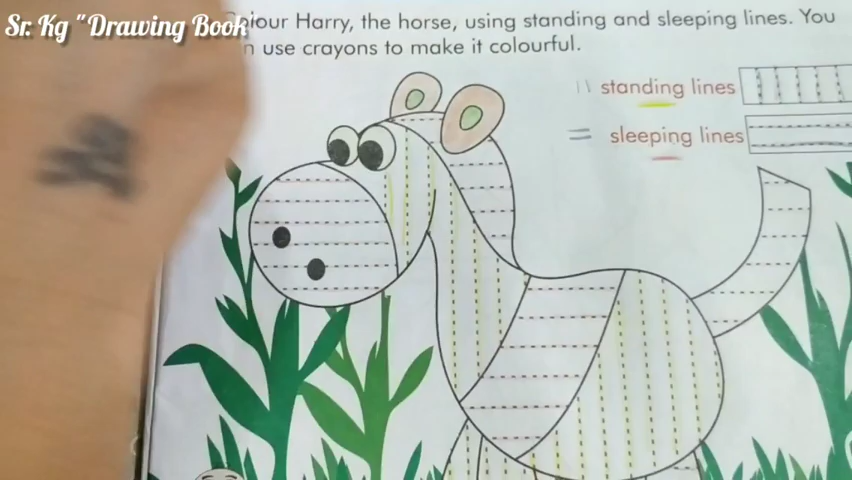 Sr. Kg "Drawing Book
Harry, the horse, using standing and sleeping lines. You
use crayons to make it colourful.
standing lines
sleeping lines